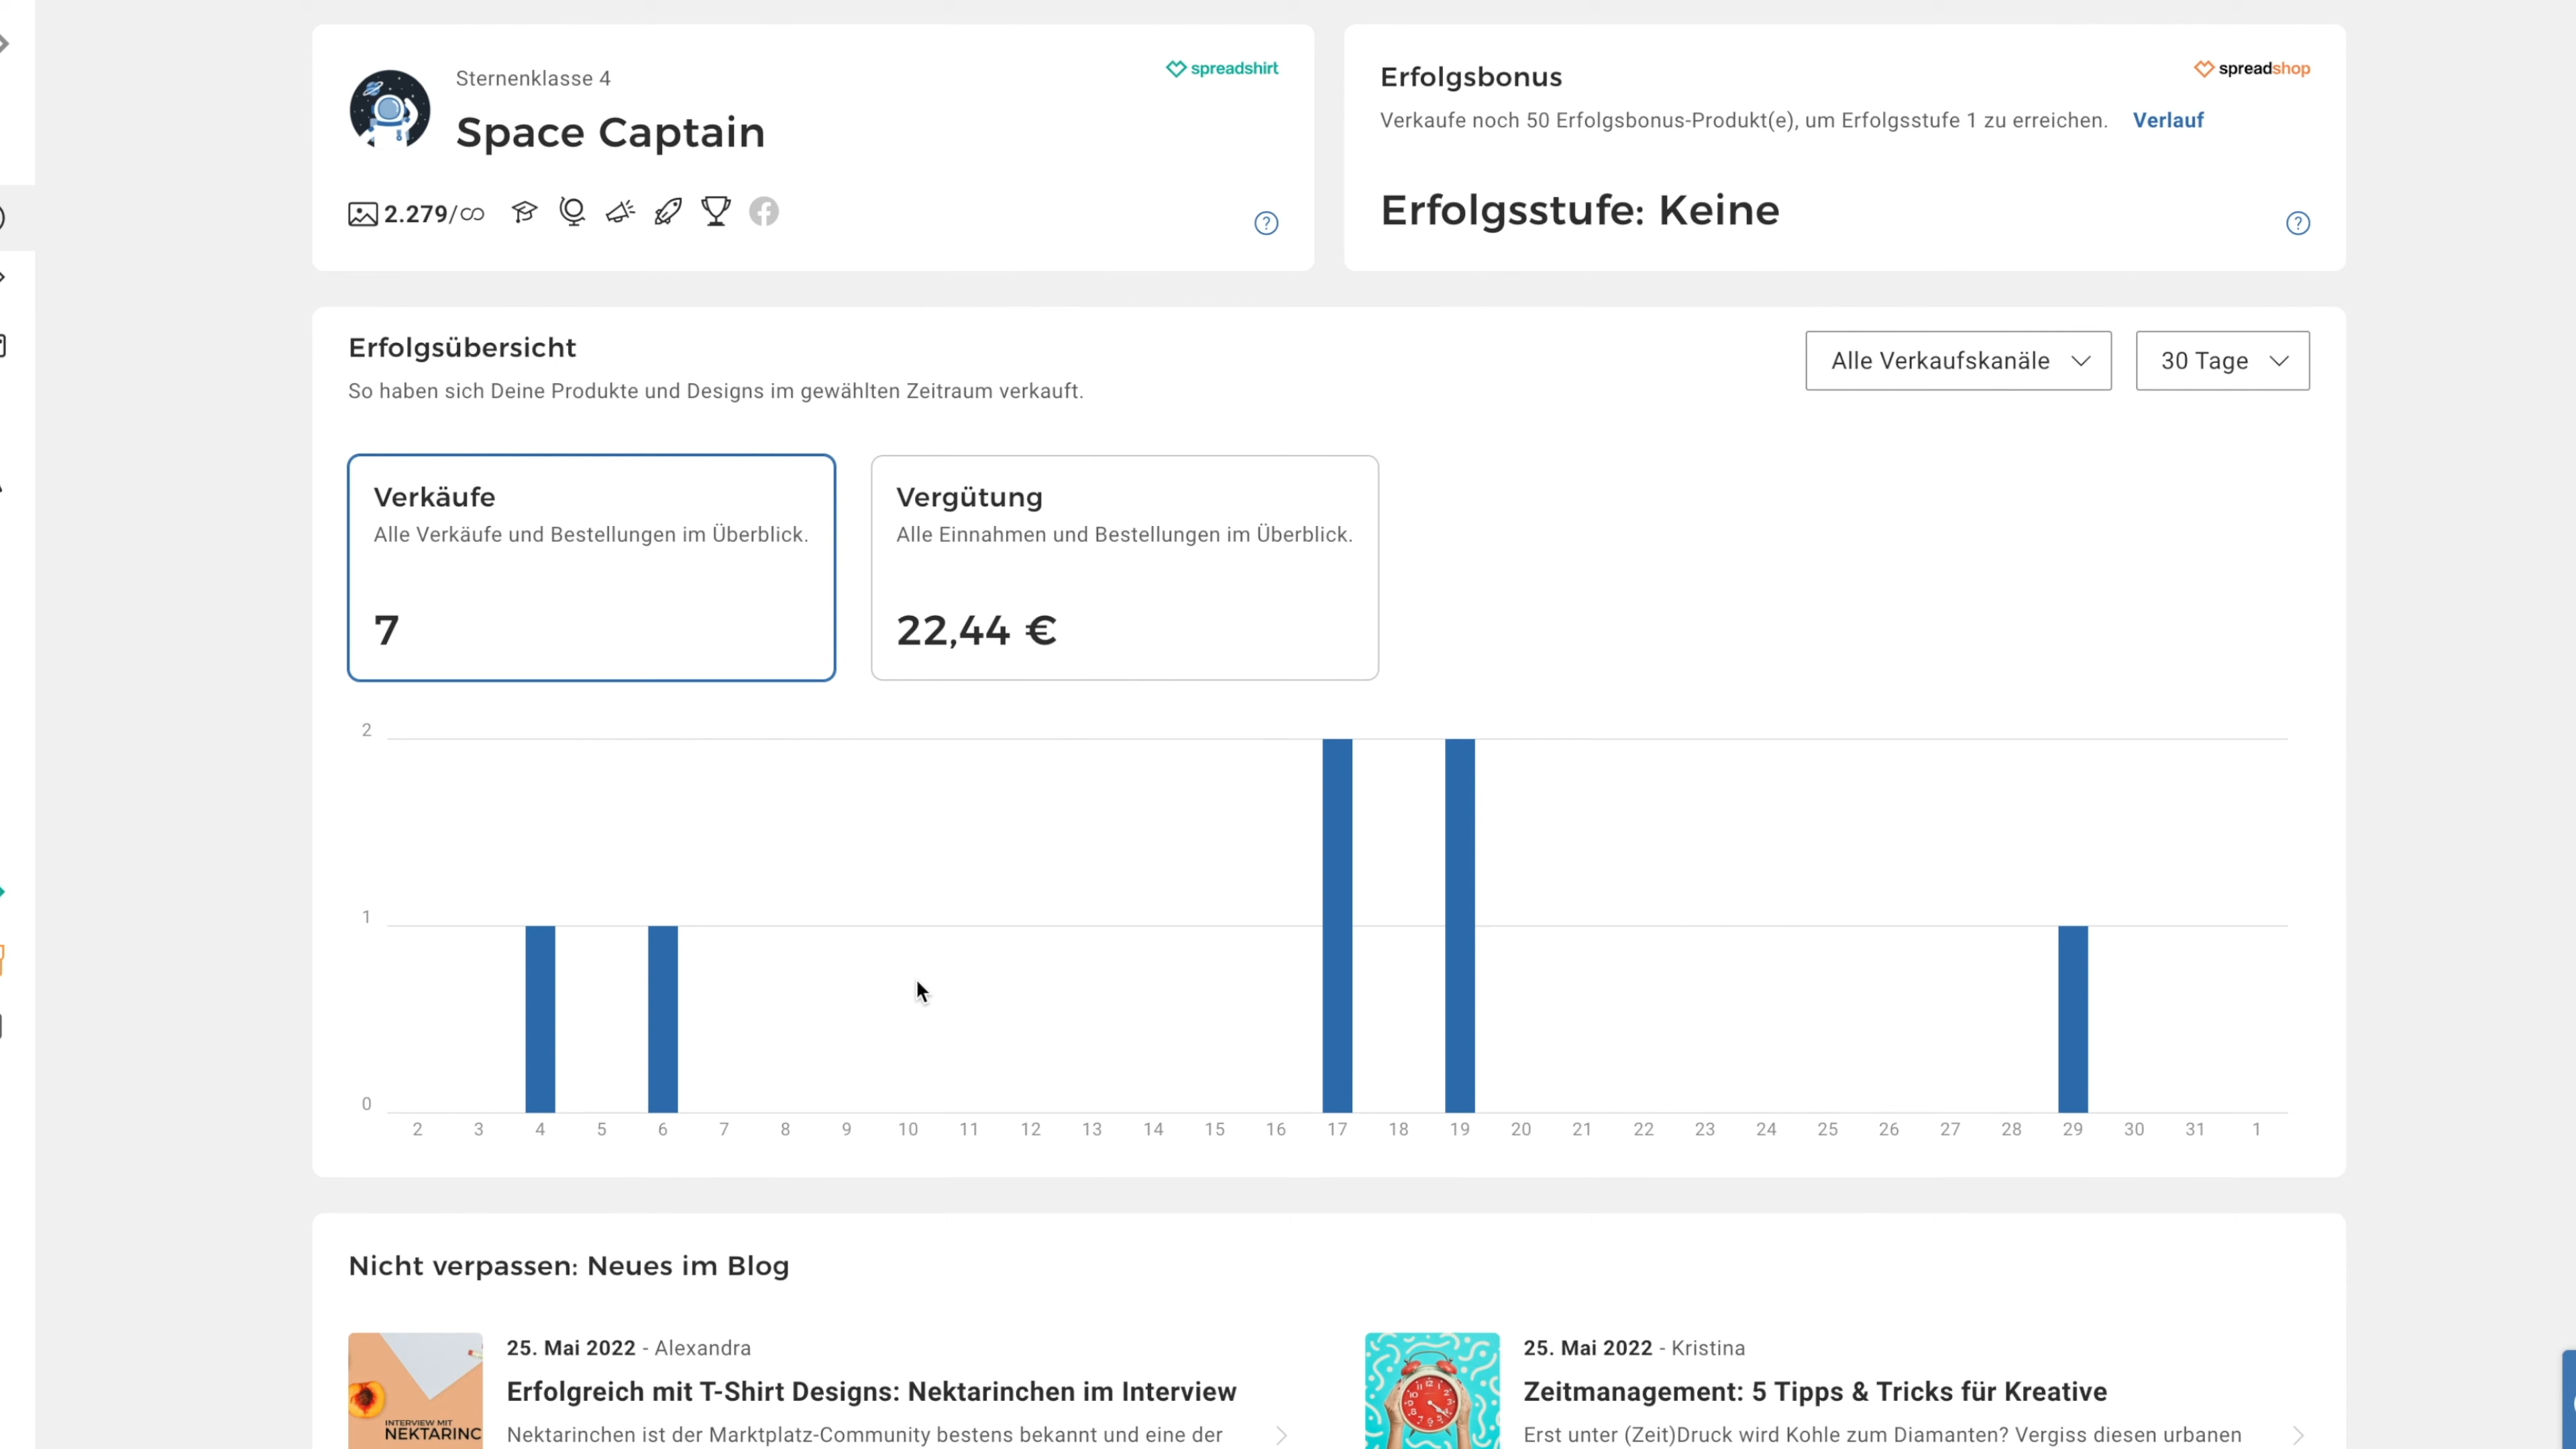 Sternenklasse 4
spreadshirt
Space Captain
2.279/∞
Erfolgsbonus
spreadshop
Verkaufe noch 50 Erfolgsbonus-Produkt(e), um Erfolgsstufe 1 zu erreichen. Verlauf
Erfolgsstufe: Keine
Erfolgsübersicht
Alle Verkaufskanäle
30 Tage
So haben sich Deine Produkte und Designs im gewählten Zeitraum verkauft.
Verkäufe
Alle Verkäufe und Bestellungen im Überblick.
7
Vergütung
Alle Einnahmen und Bestellungen im Überblick.
22,44 €
2
1
0
2 3 4 5 6 7 8 9 10 11 12 13 14 15 16 17 18 19 20 21 22 23 24 25 26 27 28 29 30 31 1
Nicht verpassen: Neues im Blog
INTERVIEW MIT
NEKTARINC
25. Mai 2022 - Alexandra
Erfolgreich mit T-Shirt Designs: Nektarinchen im Interview
Nektarinchen ist der Marktplatz-Community bestens bekannt und eine der
25. Mai 2022 - Kristina
Zeitmanagement: 5 Tipps & Tricks für Kreative
Erst unter (Zeit)Druck wird Kohle zum Diamanten? Vergiss diesen urbanen